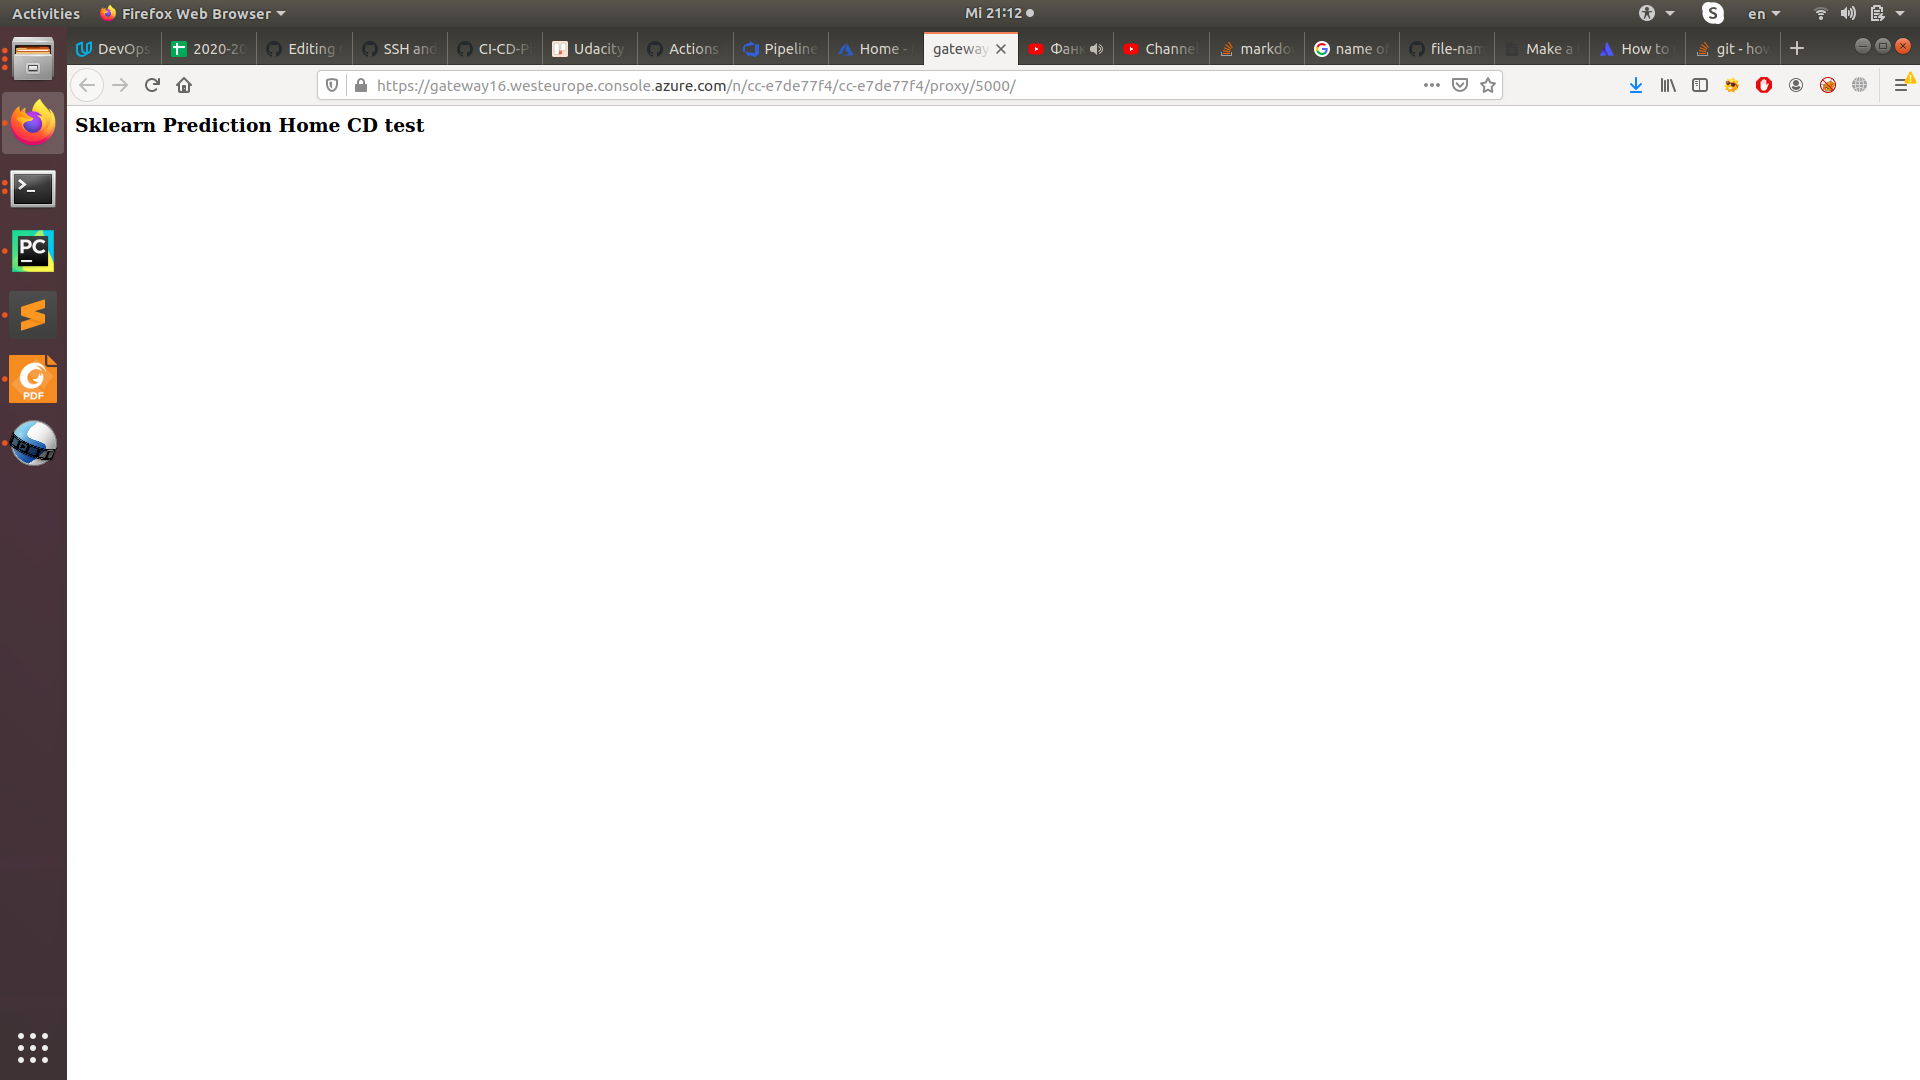 Activities Firefox Web Browser Mi 21:12 en
DevOps 2020-20 Editing SSH and CI-CD-P Udacity Actions Pipeline Home - gateway Фанк Channel markdo name o file-nam Make a How to git - how
https://gateway16.westeurope.console.azure.com/n/cc-e7de77f4/cc-e7de77f4/proxy/5000/
Sklearn Prediction Home CD test
PC
PDF